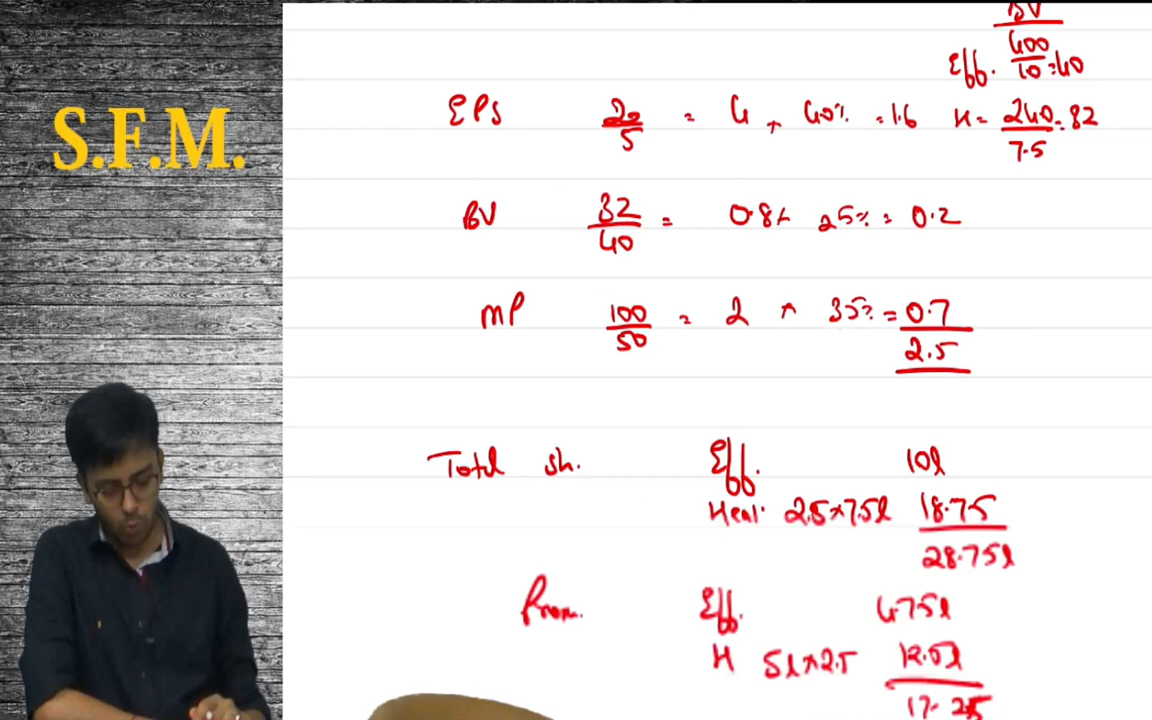 S.F.M.
BV
Eff. 400/10 = 40
EPS 20/5 = 4 × 40% = 1.6 H = 240/7.5 = 32
BV 32/40 = 0.8 × 25% = 0.2
MP 100/50 = 2 × 35% = 0.7
2.5
Total sh. Eff. 10l
Heal. 2.5×7.5l 18.75
28.75l
Prom. Eff. 4.75l
H 5l×2.5 12.5l
17.25